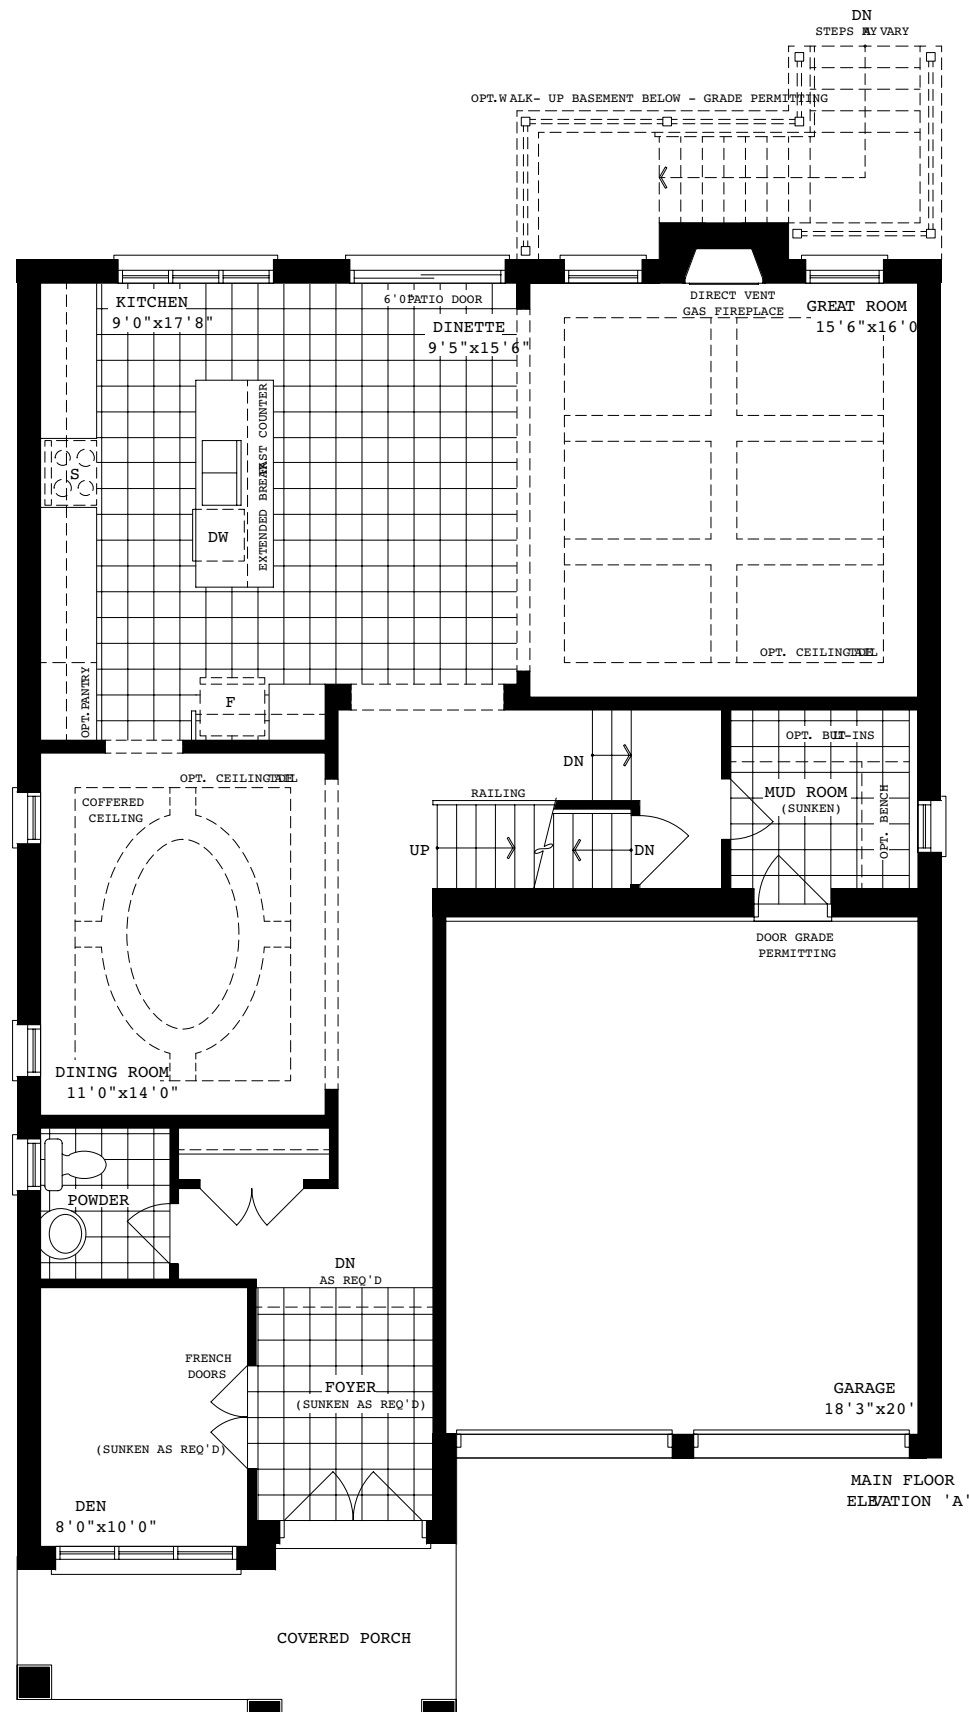 DN
STEPS MAY VARY
OPT. WALK- UP BASEMENT BELOW - GRADE PERMITTING
KITCHEN
9'0"x17'8"
6'0" PATIO DOOR
DINETTE
9'5"x15'6"
DIRECT VENT
GAS FIREPLACE
GREAT ROOM
15'6"x16'0
EXTENDED BREAKFAST COUNTER
S
DW
OPT. CEILING
OPT. PANTRY
F
OPT. CEILING
COFFERED
CEILING
DN
RAILING
UP
DN
OPT. BUILT-INS
MUD ROOM
(SUNKEN)
OPT. BENCH
DOOR GRADE
PERMITTING
DINING ROOM
11'0"x14'0"
POWDER
DN
AS REQ'D
FRENCH
DOORS
FOYER
(SUNKEN AS REQ'D)
(SUNKEN AS REQ'D)
DEN
8'0"x10'0"
GARAGE
18'3"x20'
MAIN FLOOR
ELEVATION 'A'
COVERED PORCH